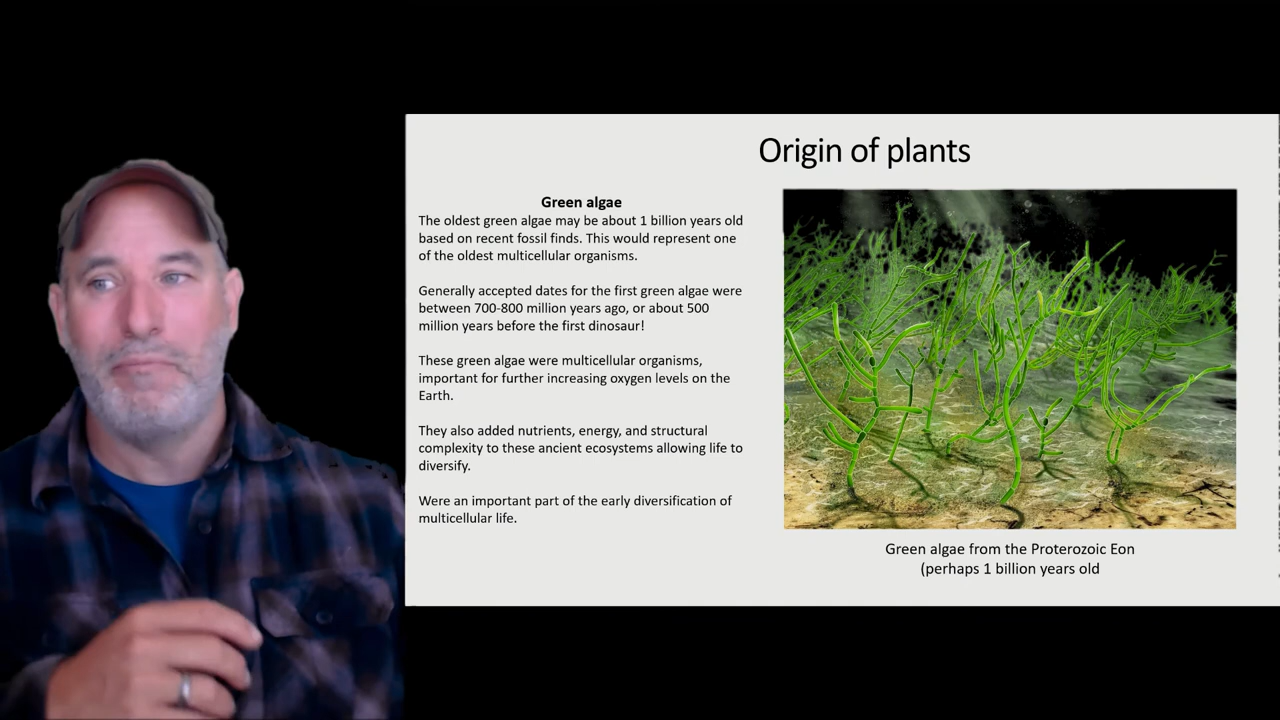 Origin of plants
Green algae
The oldest green algae may be about 1 billion years old
based on recent fossil finds. This would represent one
of the oldest multicellular organisms.
Generally accepted dates for the first green algae were
between 700-800 million years ago, or about 500
million years before the first dinosaur!
These green algae were multicellular organisms,
important for further increasing oxygen levels on the
Earth.
They also added nutrients, energy, and structural
complexity to these ancient ecosystems allowing life to
diversify.
Were an important part of the early diversification of
multicellular life.
Green algae from the Proterozoic Eon
(perhaps 1 billion years old